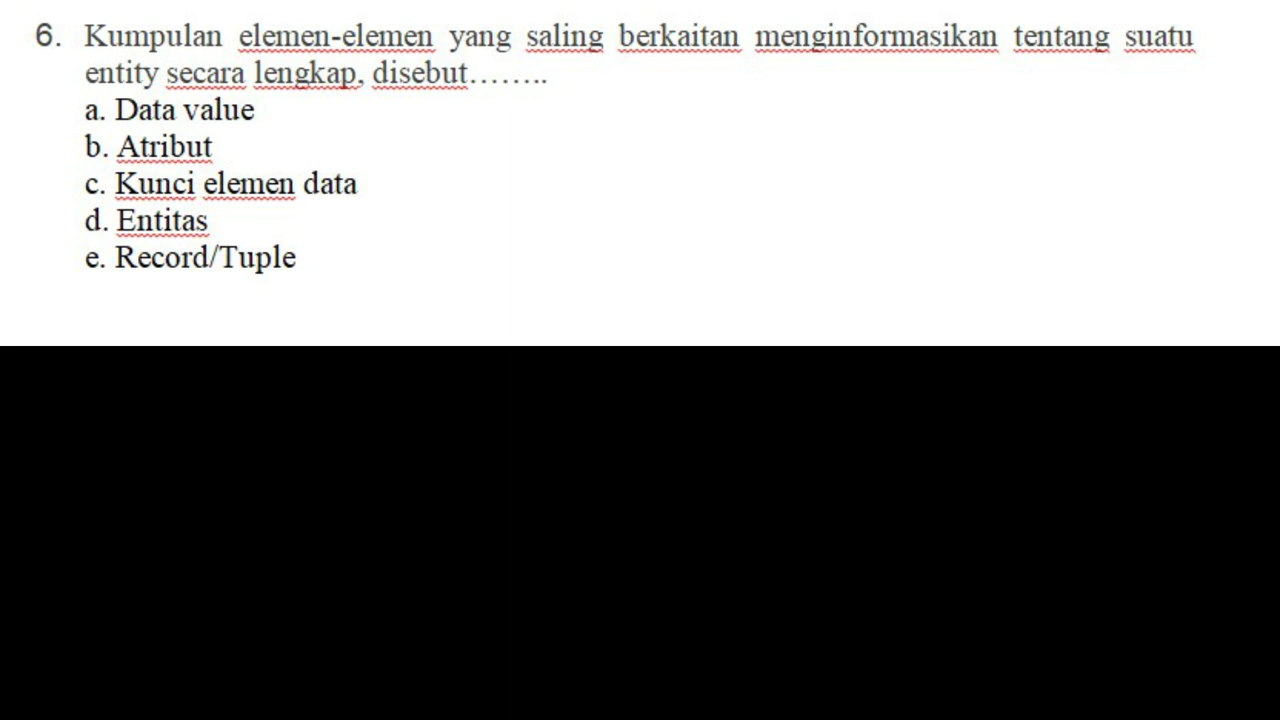 6. Kumpulan elemen-elemen yang saling berkaitan menginformasikan tentang suatu
entity secara lengkap, disebut........
a. Data value
b. Atribut
c. Kunci elemen data
d. Entitas
e. Record/Tuple